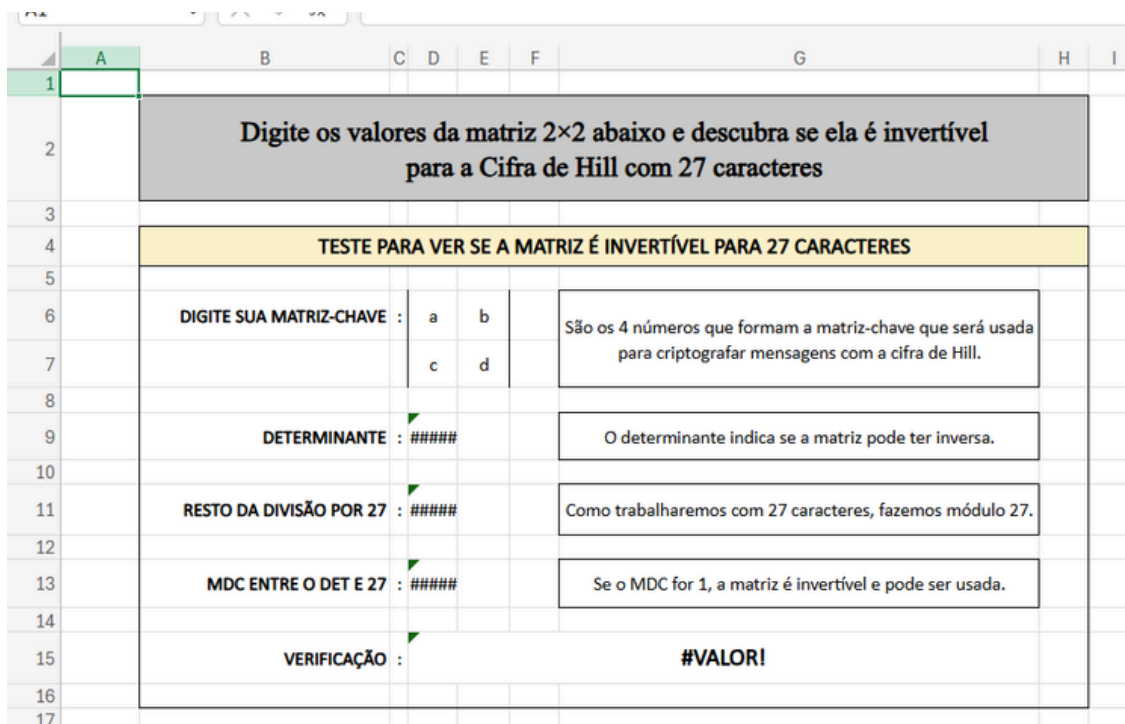 A B C D E F G H I
1
2 Digite os valores da matriz 2×2 abaixo e descubra se ela é invertível
para a Cifra de Hill com 27 caracteres
3
4 TESTE PARA VER SE A MATRIZ É INVERTÍVEL PARA 27 CARACTERES
5
6 DIGITE SUA MATRIZ-CHAVE : a b São os 4 números que formam a matriz-chave que será usada
7 c d para criptografar mensagens com a cifra de Hill.
8
9 DETERMINANTE : ##### O determinante indica se a matriz pode ter inversa.
10
11 RESTO DA DIVISÃO POR 27 : ##### Como trabalharemos com 27 caracteres, fazemos módulo 27.
12
13 MDC ENTRE O DET E 27 : ##### Se o MDC for 1, a matriz é invertível e pode ser usada.
14
15 VERIFICAÇÃO : #VALOR!
16
17